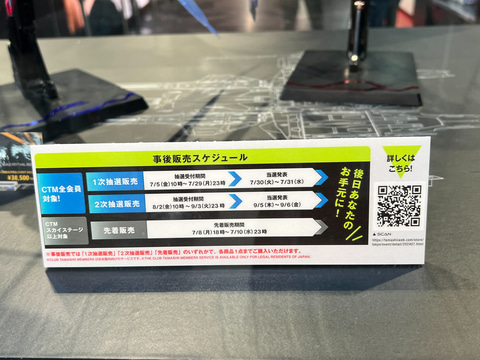 事後販売スケジュール
CTM全会員
対象!
1次抽選販売
抽選受付期間
7/5(金)10時~7/29(月)23時
当選発表
7/30(火)~7/31(水)
2次抽選販売
抽選受付期間
8/2(金)10時~9/3(火)23時
当選発表
9/5(木)~9/6(金)
CTM
スカイステージ
以上対象
先着販売
先着販売期間
7/8(月)18時~7/10(水)23時
後日あなたの
お手元に!
※事後販売では「1次抽選販売」「2次抽選販売」「先着販売」のいずれかで、各商品1点までご購入いただけます。
詳しくは
こちら!
▲SCAN
¥38,500